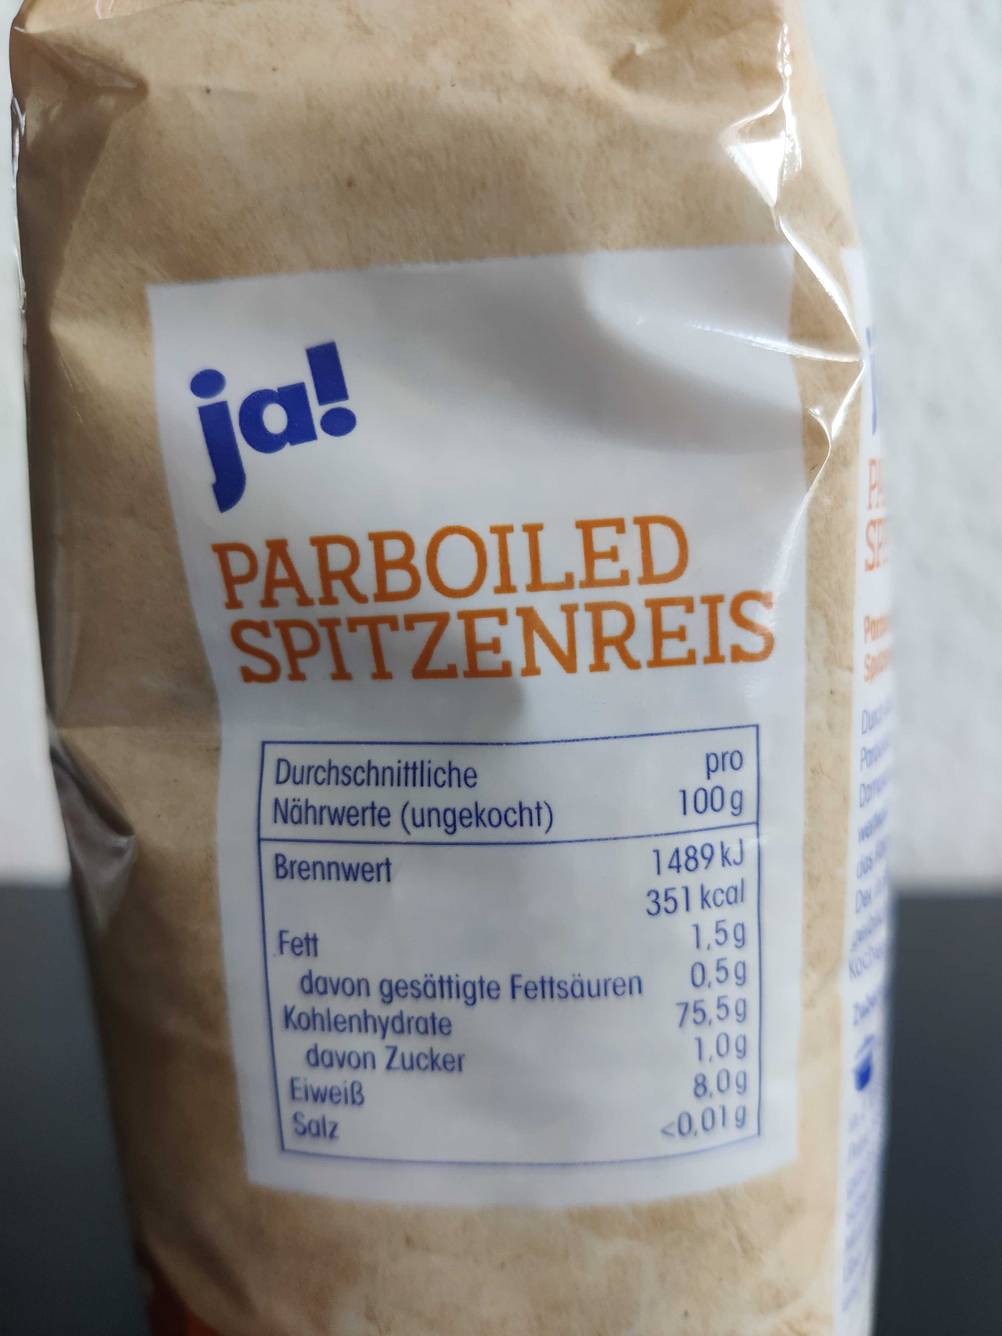 ja!
PARBOILED
SPITZENREIS
Durchschnittliche pro
Nährwerte (ungekocht) 100 g
Brennwert 1489 kJ
351 kcal
Fett 1,5 g
davon gesättigte Fettsäuren 0,5 g
Kohlenhydrate 75,5 g
davon Zucker 1,0 g
Eiweiß 8,0 g
Salz <0,01 g